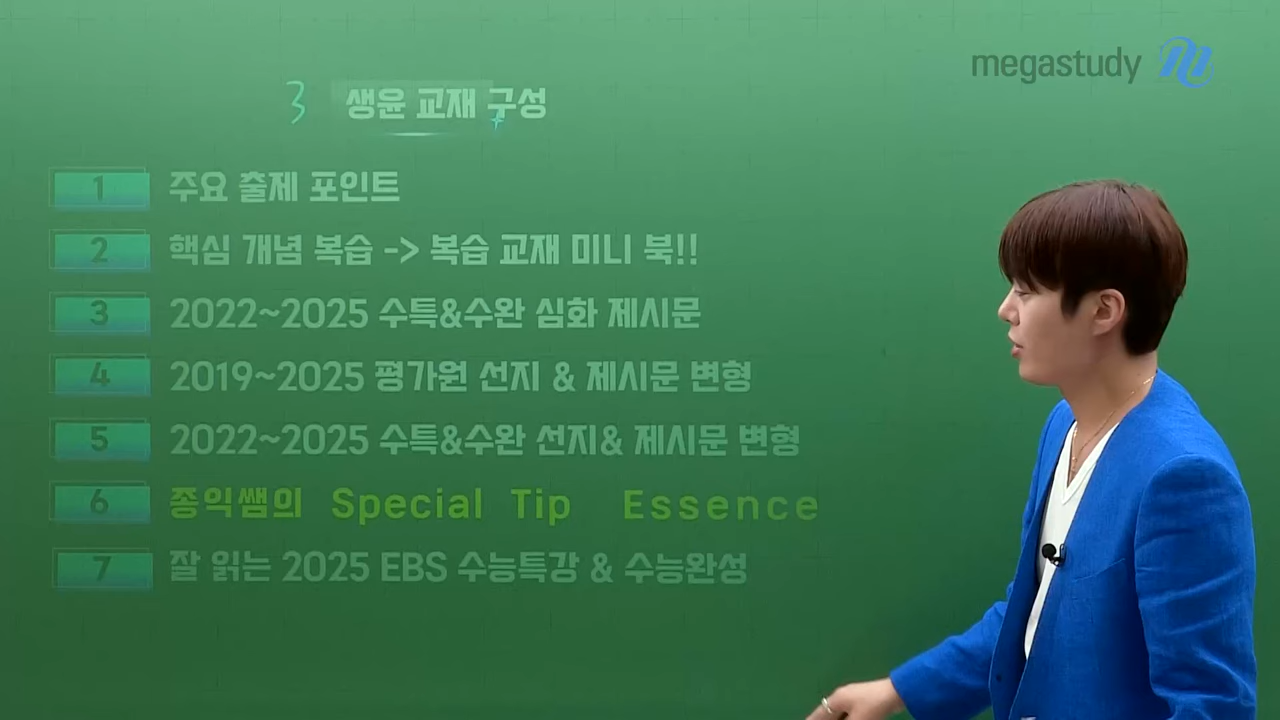 megastudy
3 생윤 교재 구성
1 주요 출제 포인트
2 핵심 개념 복습 -> 복습 교재 미니 북!!
3 2022~2025 수특&수완 심화 제시문
4 2019~2025 평가원 선지 & 제시문 변형
5 2022~2025 수특&수완 선지& 제시문 변형
6 종익쌤의 Special Tip Essence
7 잘 읽는 2025 EBS 수능특강 & 수능완성